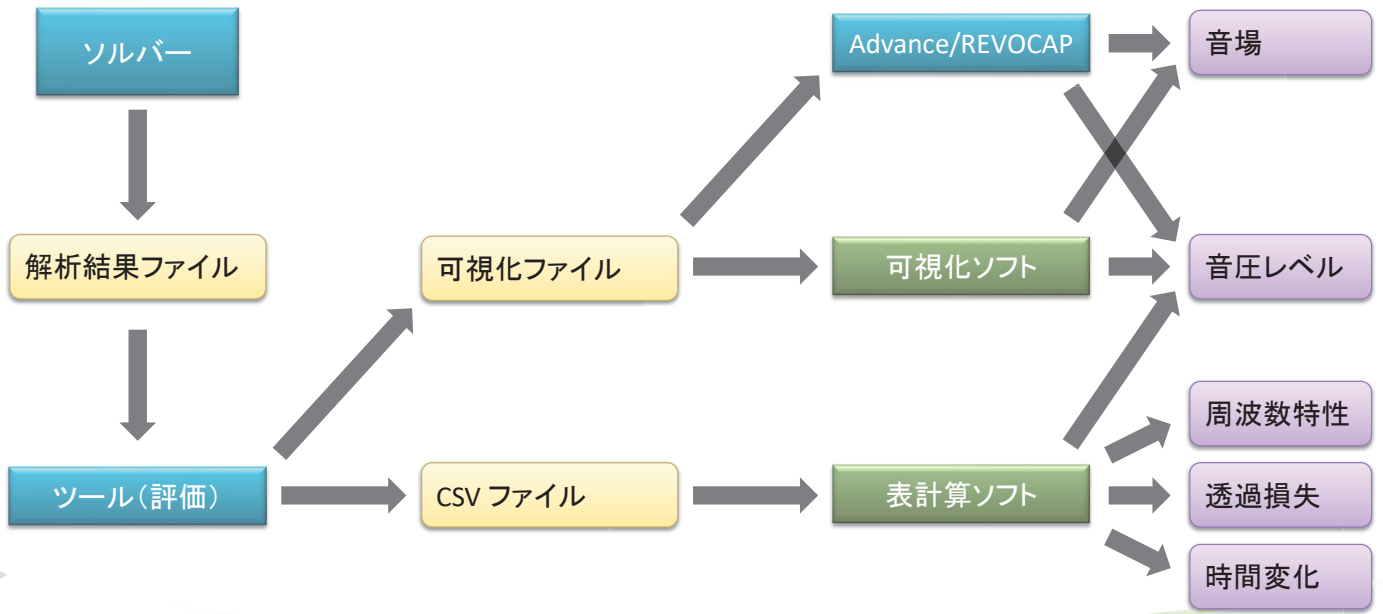 ソルバー
Advance/REVOCAP
音場
解析結果ファイル
可視化ファイル
可視化ソフト
音圧レベル
周波数特性
ツール(評価)
CSV ファイル
表計算ソフト
透過損失
時間変化